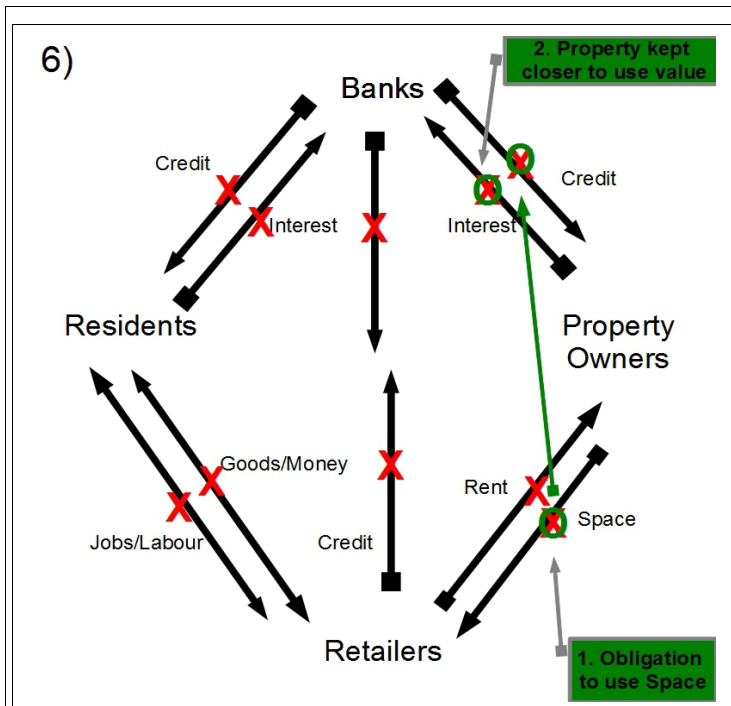 6)
2. Property kept
closer to use value
Banks
Credit
Credit
Interest
Interest
Residents
Property
Owners
Goods/Money
Rent
Jobs/Labour
Credit
Space
Retailers
1. Obligation
to use Space